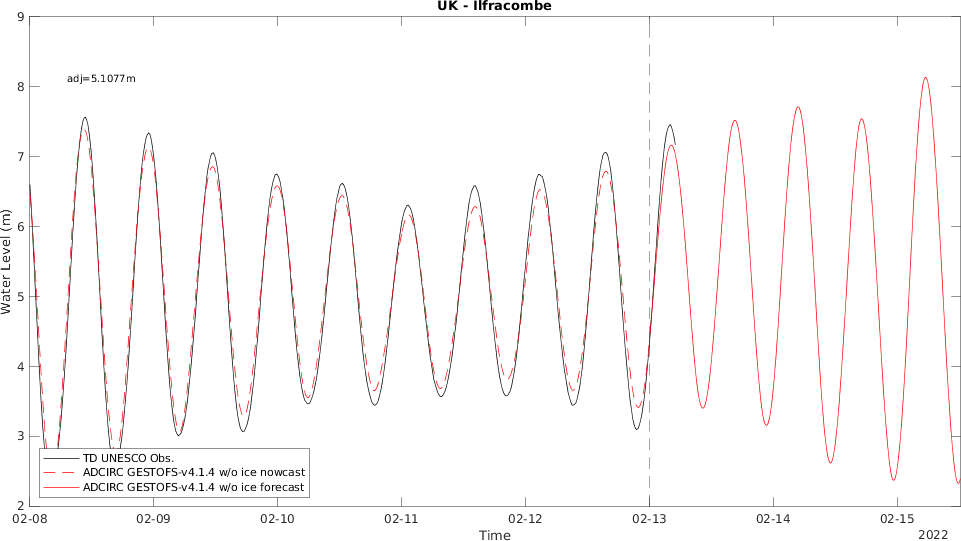 UK - Ilfracombe
adj=5.1077m
9
8
7
6
5
4
3
2
Water Level (m)
TD UNESCO Obs.
ADCIRC GESTOFS-v4.1.4 w/o ice nowcast
ADCIRC GESTOFS-v4.1.4 w/o ice forecast
02-08 02-09 02-10 02-11 02-12 02-13 02-14 02-15
Time
2022